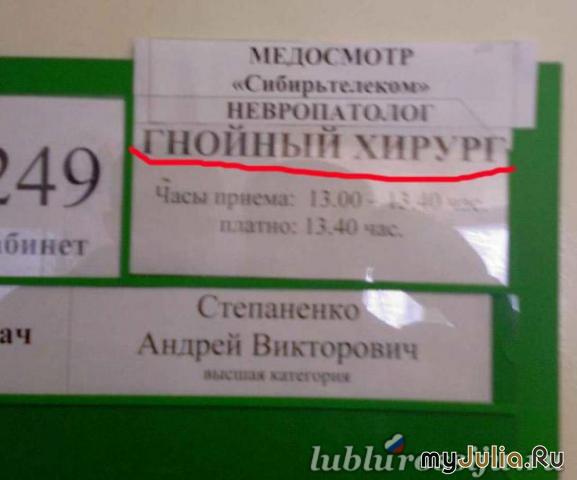 МЕДОСМОТР
«Сибирьтелеком»
НЕВРОПАТОЛОГ
ГНОЙНЫЙ ХИРУРГ
249
бинет
Часы приема: 13.00 - 13.40 час.
платно: 13.40 час.
ач
Степаненко
Андрей Викторович
высшая категория
myJulia.Ru